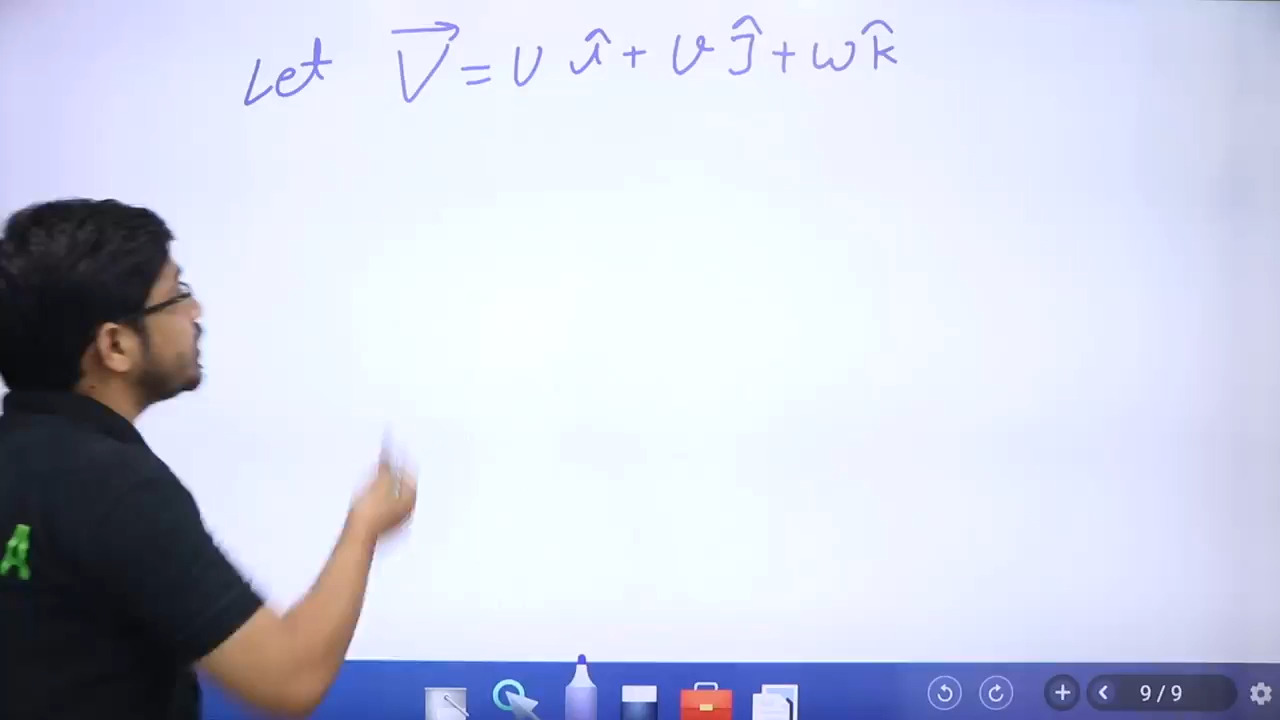 Let V⃗ = u î + v ĵ + w k̂
A
9 / 9